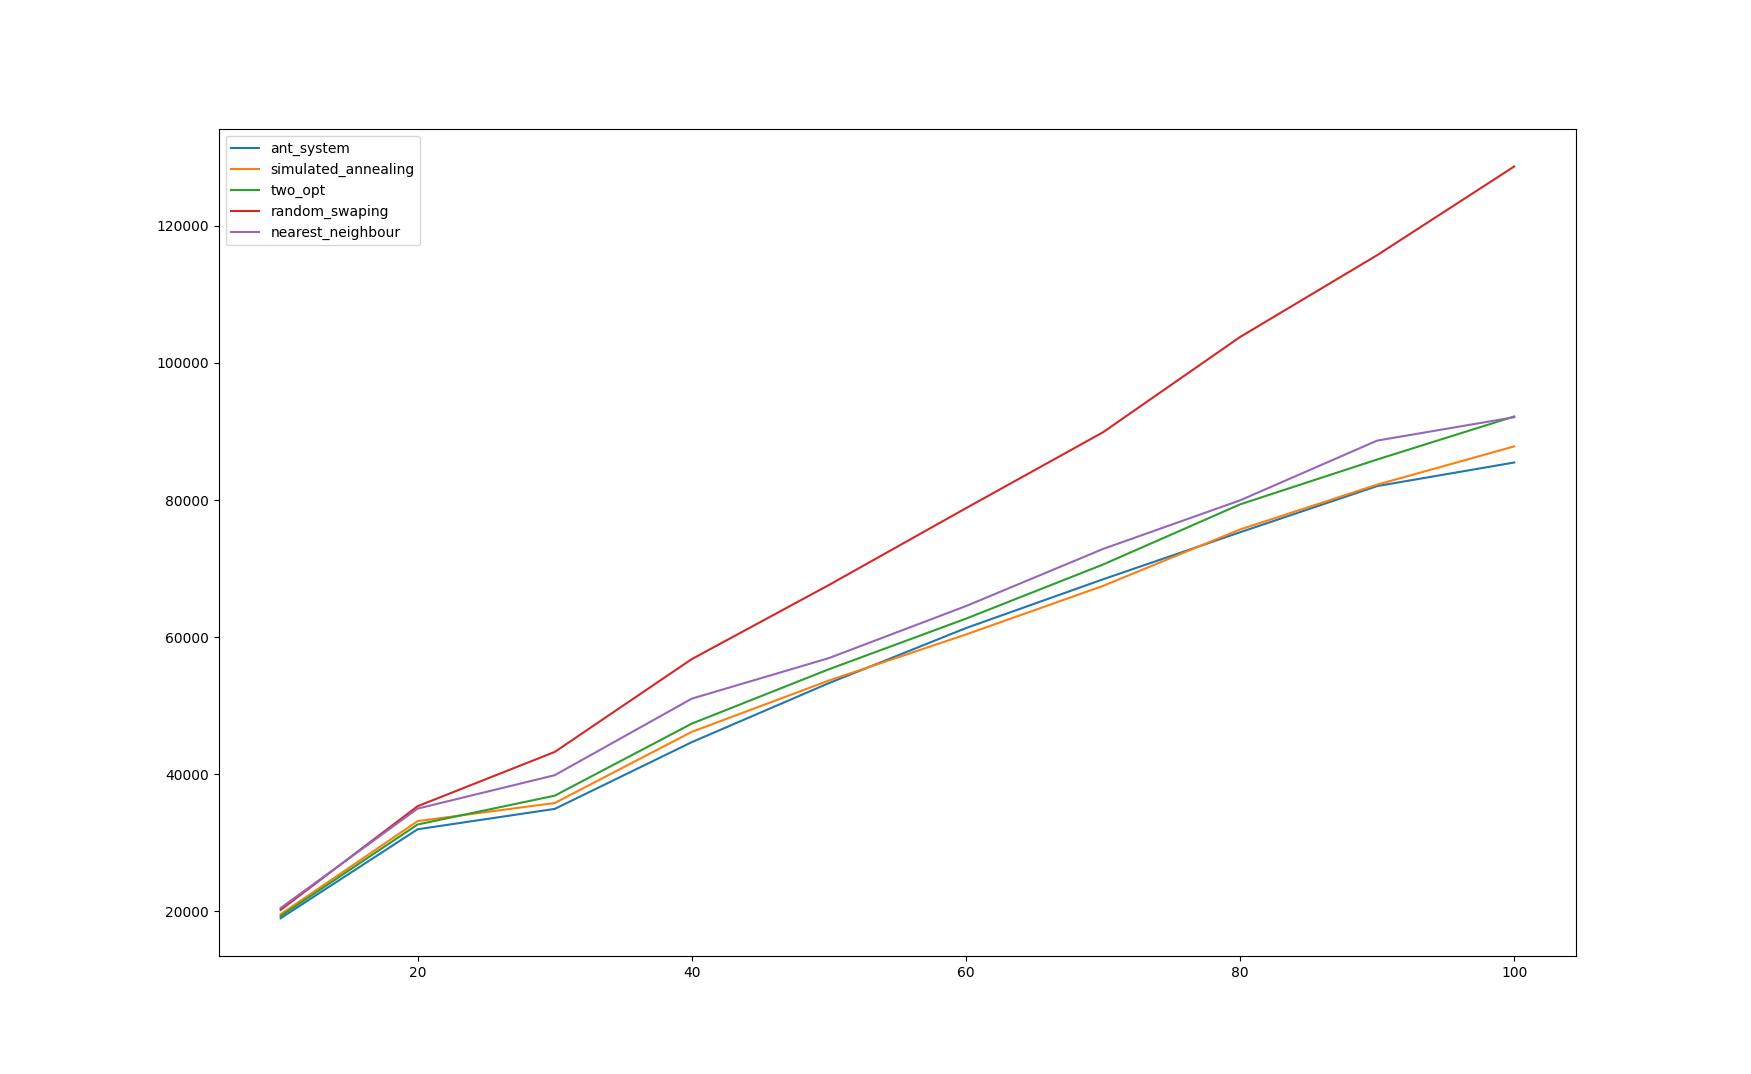 ant_system
simulated_annealing
two_opt
random_swaping
nearest_neighbour
120000
100000
80000
60000
40000
20000
20 40 60 80 100